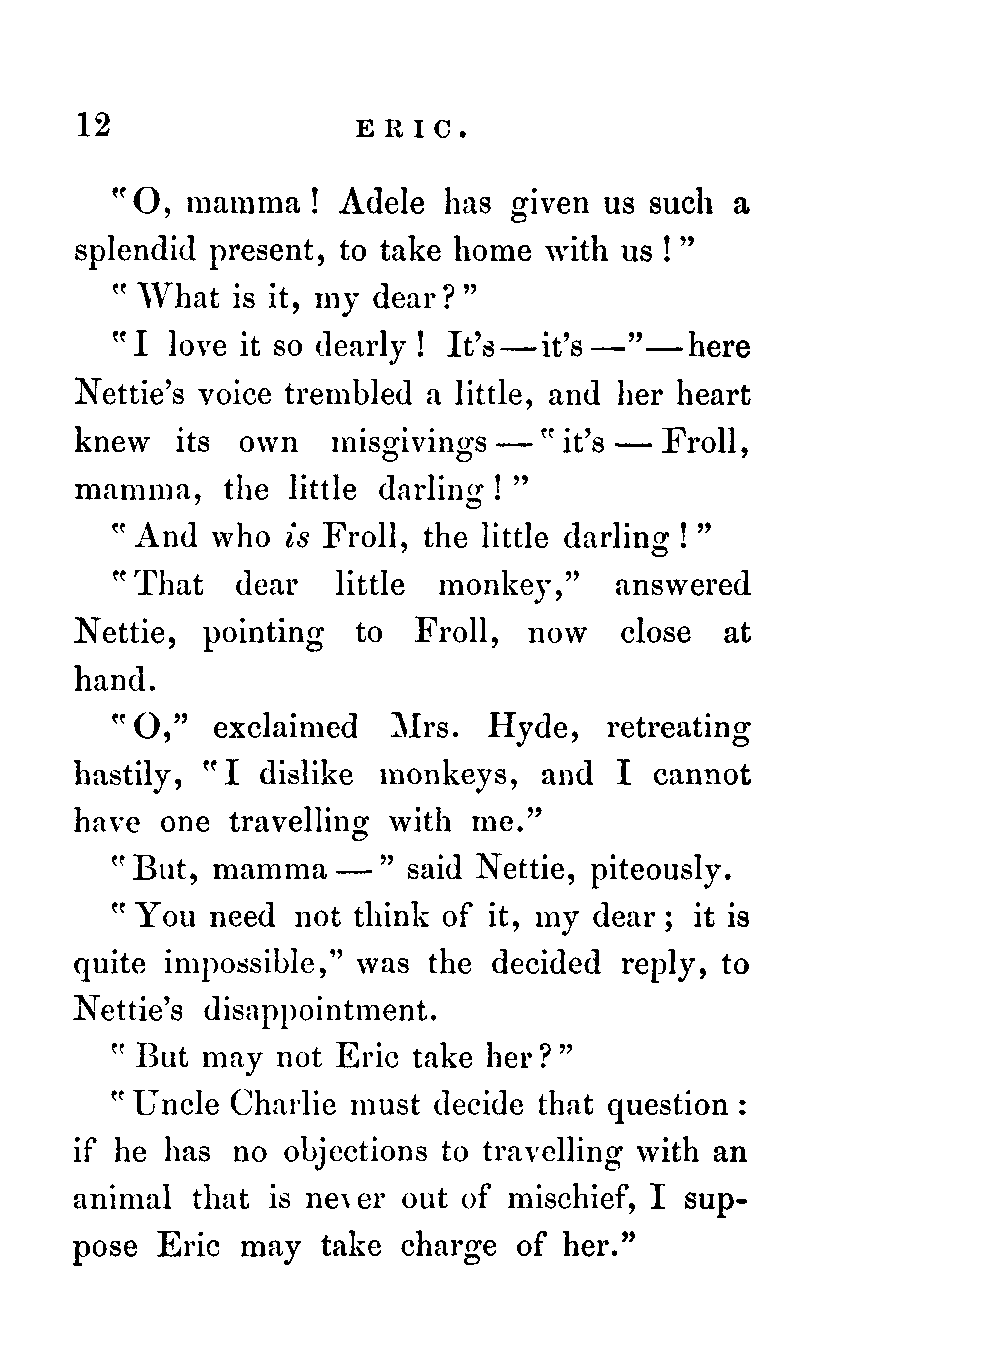 12 ERIC.
"O, mamma! Adele has given us such a
splendid present, to take home with us!"
"What is it, my dear?"
"I love it so dearly! It's—it's—"—here
Nettie's voice trembled a little, and her heart
knew its own misgivings—"it's—Froll,
mamma, the little darling!"
"And who is Froll, the little darling!"
"That dear little monkey," answered
Nettie, pointing to Froll, now close at
hand.
"O," exclaimed Mrs. Hyde, retreating
hastily, "I dislike monkeys, and I cannot
have one travelling with me."
"But, mamma—" said Nettie, piteously.
"You need not think of it, my dear; it is
quite impossible," was the decided reply, to
Nettie's disappointment.
"But may not Eric take her?"
"Uncle Charlie must decide that question:
if he has no objections to travelling with an
animal that is never out of mischief, I sup-
pose Eric may take charge of her."